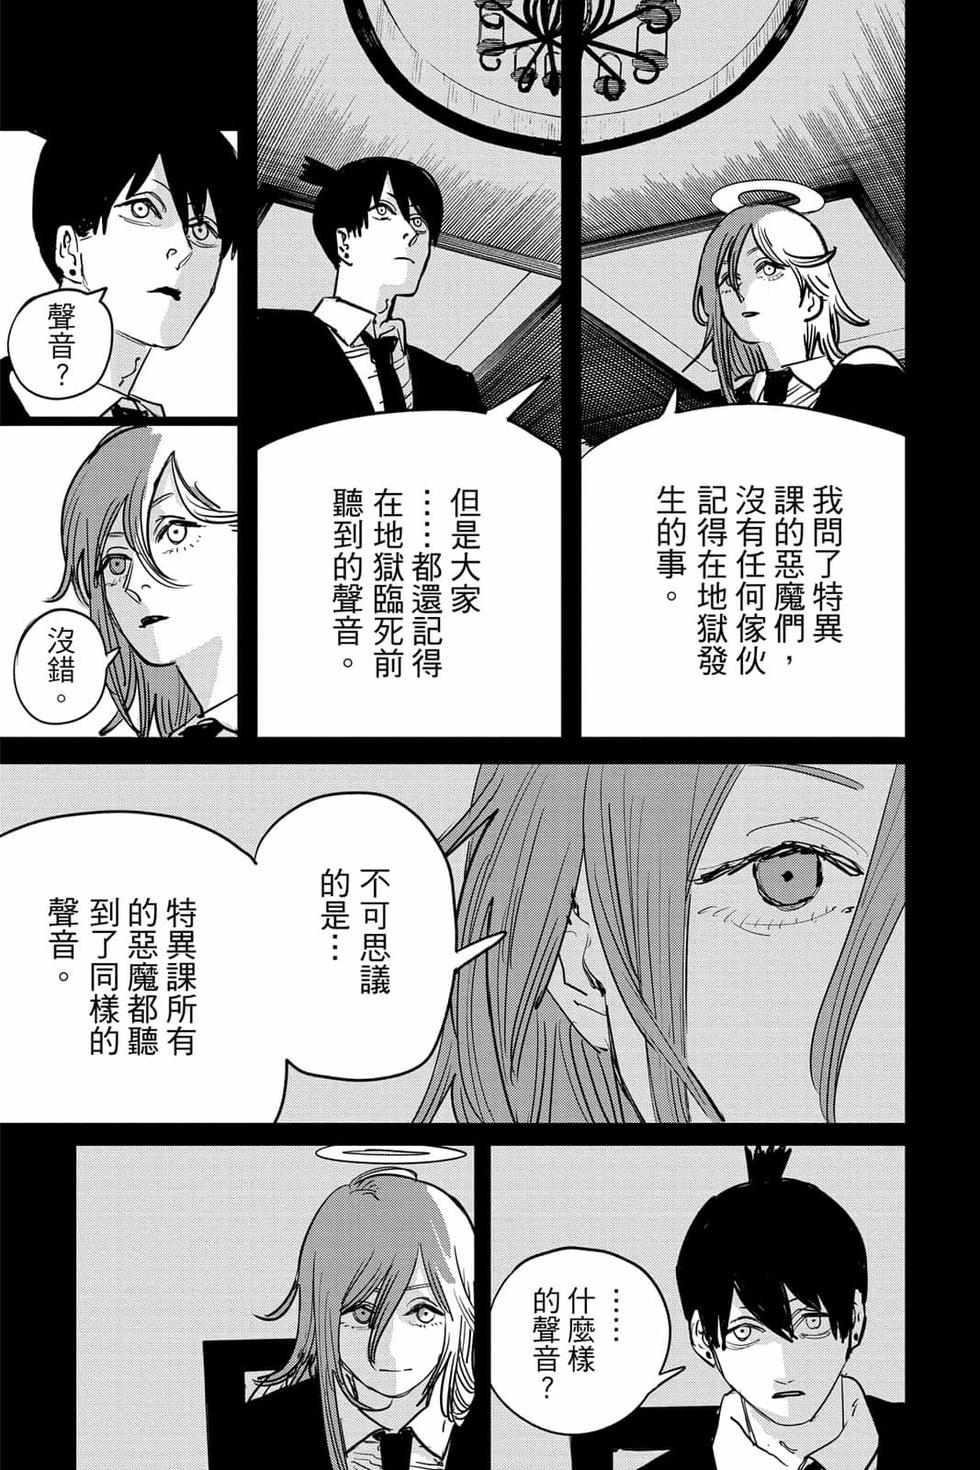 我問了特異
課的惡魔們，
沒有任何傢伙
記得在地獄發
生的事。
但是大家
……都還記得
在地獄臨死前
聽到的聲音。
聲音？
沒錯。
不可思議
的是…
特異課所有
的惡魔都聽
到了同樣的
聲音。
……
什麼樣
的聲音？